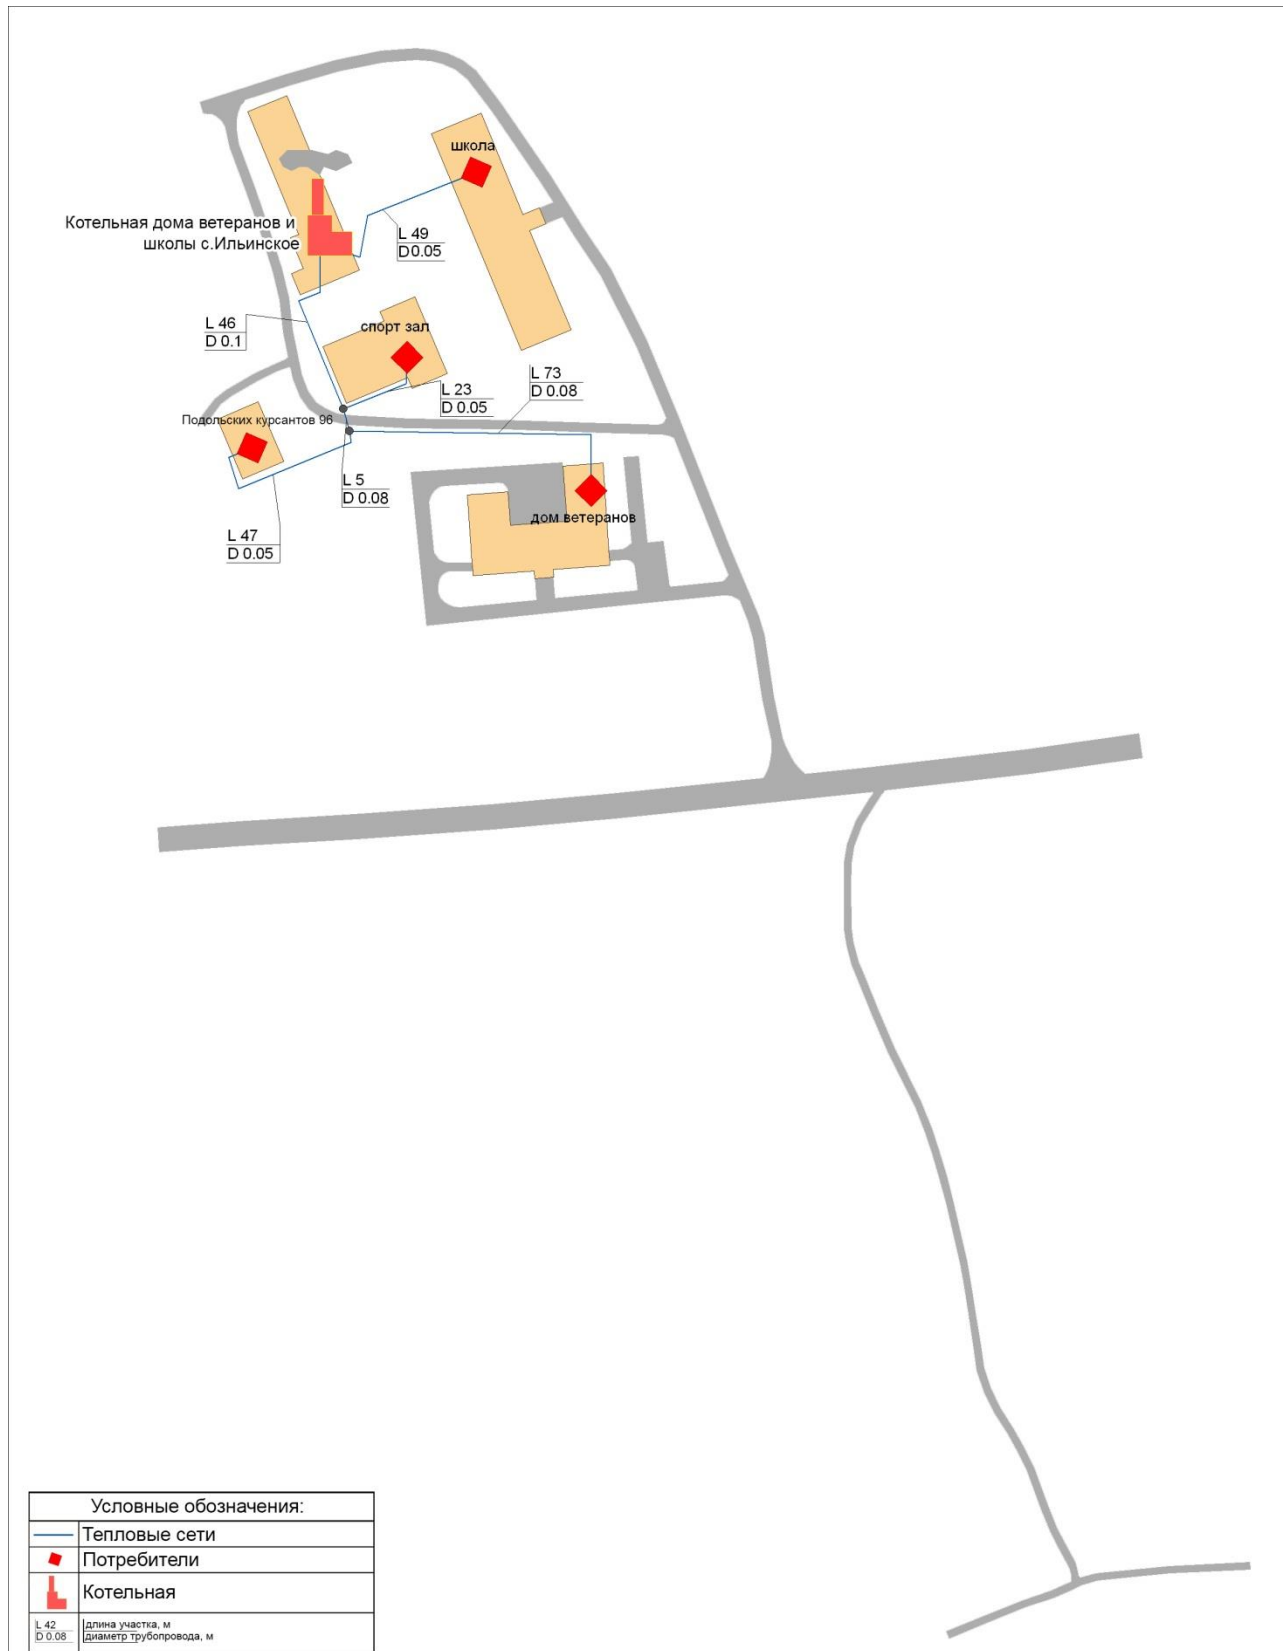 школа
Котельная дома ветеранов и
школы с.Ильинское
L 49
D0.05
L 46
D 0.1
спорт зал
L 23
D 0.05
L 73
D 0.08
Подольских курсантов 96
L 5
D 0.08
дом ветеранов
L 47
D 0.05
Условные обозначения:
Тепловые сети
Потребители
Котельная
L 42
D 0.08
длина участка, м
диаметр трубопровода, м